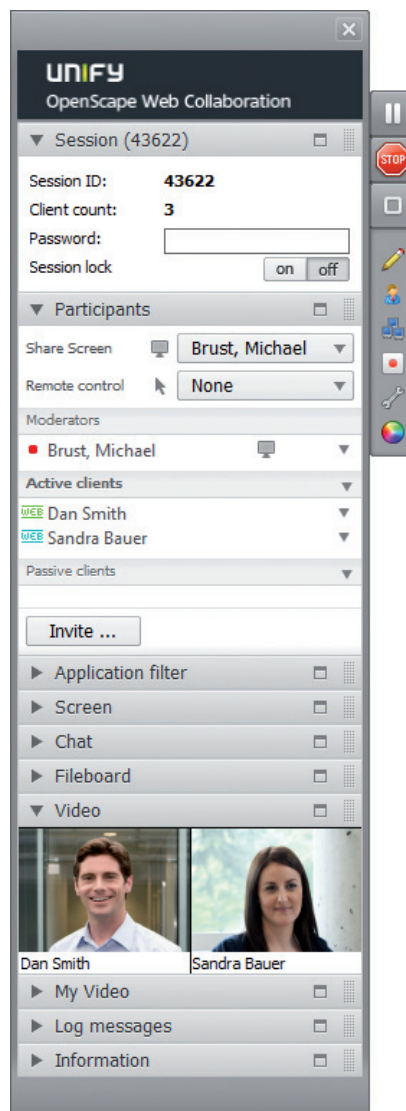 UNIFY
OpenScape Web Collaboration
Session (43622)
Session ID: 43622
Client count: 3
Password:
Session lock on off
STOP
Participants
Share Screen Brust, Michael
Remote control None
Moderators
Brust, Michael
Active clients
WEB Dan Smith
WEB Sandra Bauer
Passive clients
Invite ...
Application filter
Screen
Chat
Fileboard
Video
Dan Smith Sandra Bauer
My Video
Log messages
Information